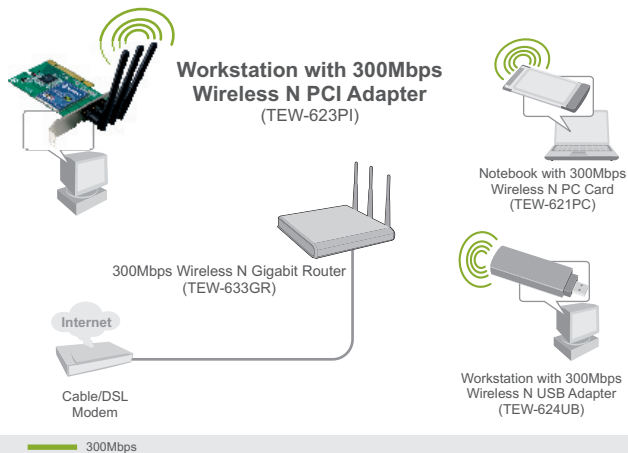 Workstation with 300Mbps
Wireless N PCI Adapter
(TEW-623PI)
Notebook with 300Mbps
Wireless N PC Card
(TEW-621PC)
300Mbps Wireless N Gigabit Router
(TEW-633GR)
Internet
Cable/DSL
Modem
Workstation with 300Mbps
Wireless N USB Adapter
(TEW-624UB)
300Mbps